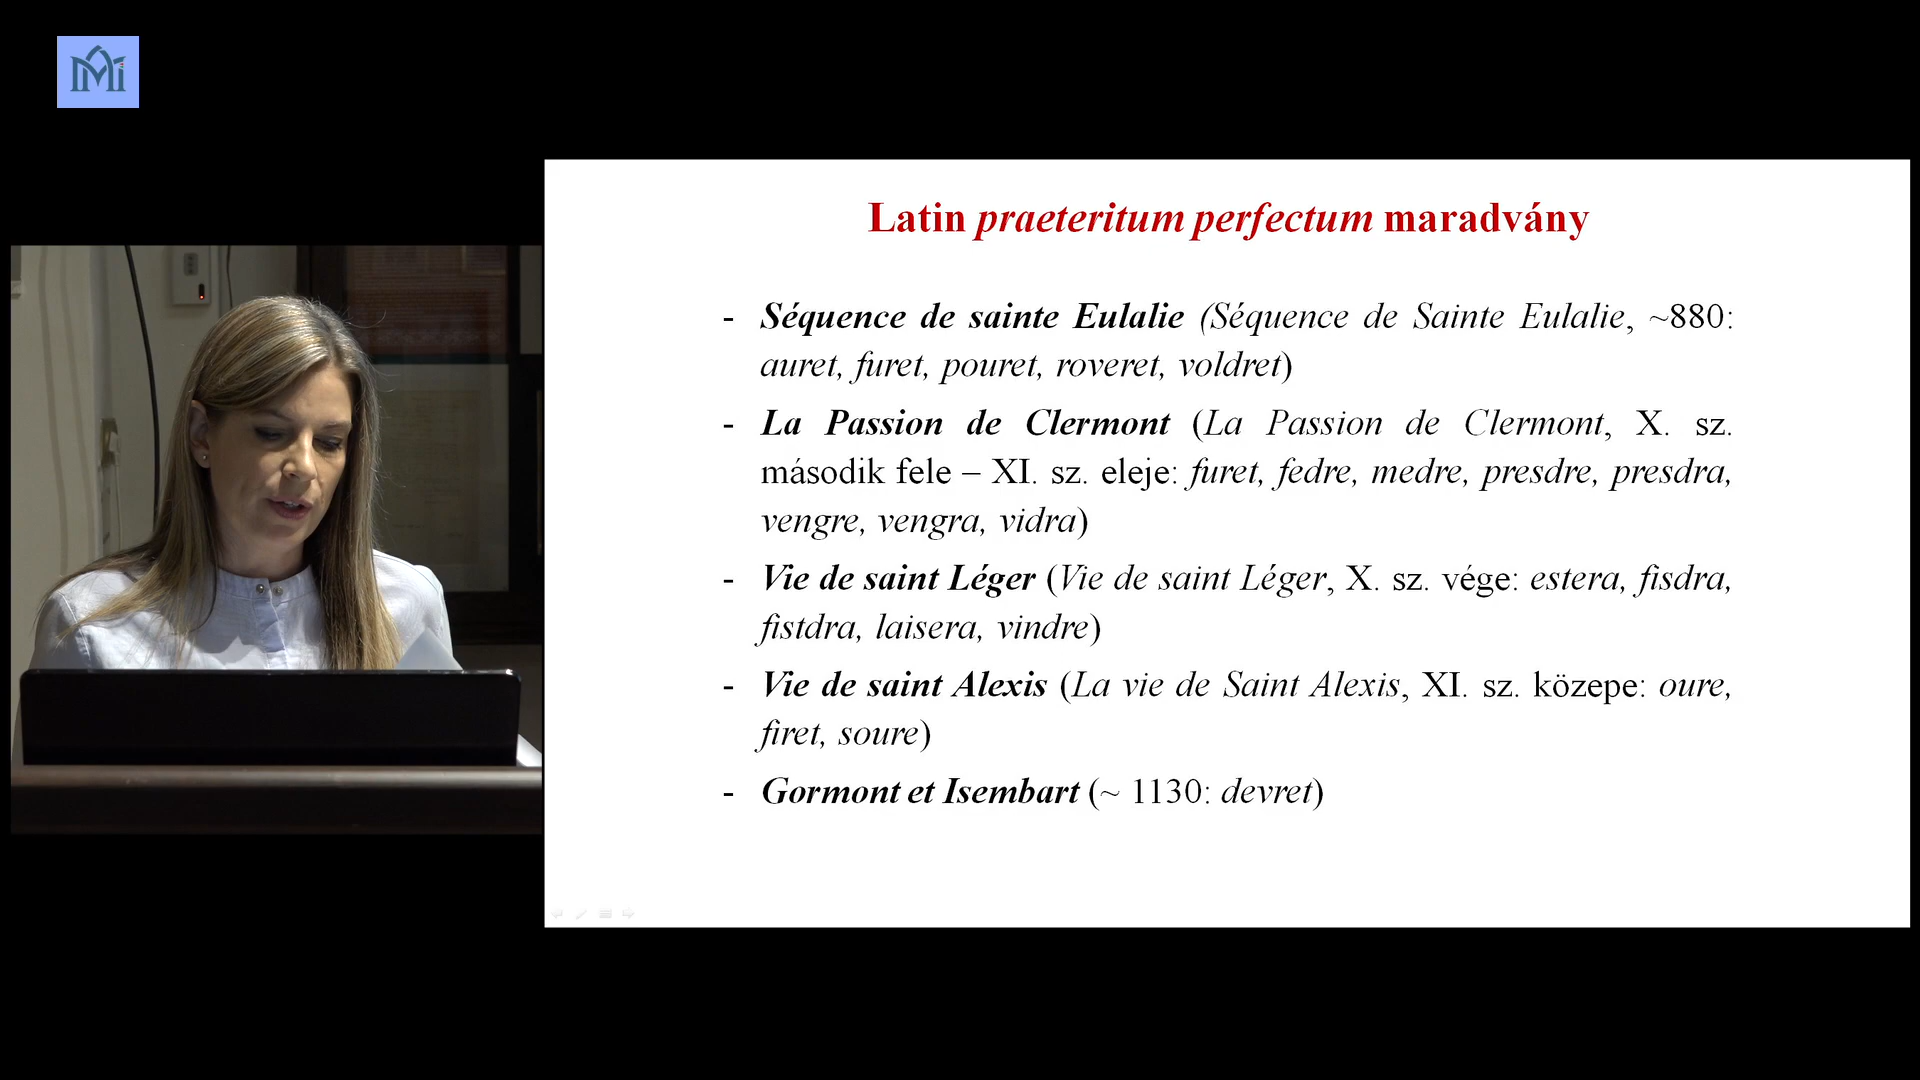 Latin praeteritum perfectum maradvány
- Séquence de sainte Eulalie (Séquence de Sainte Eulalie, ~880:
auret, furet, pouret, roveret, voldret)
- La Passion de Clermont (La Passion de Clermont, X. sz.
második fele – XI. sz. eleje: furet, fedre, medre, presdre, presdra,
vengre, vengra, vidra)
- Vie de saint Léger (Vie de saint Léger, X. sz. vége: estera, fisdra,
fistdra, laisera, vindre)
- Vie de saint Alexis (La vie de Saint Alexis, XI. sz. közepe: oure,
firet, soure)
- Gormont et Isembart (~ 1130: devret)